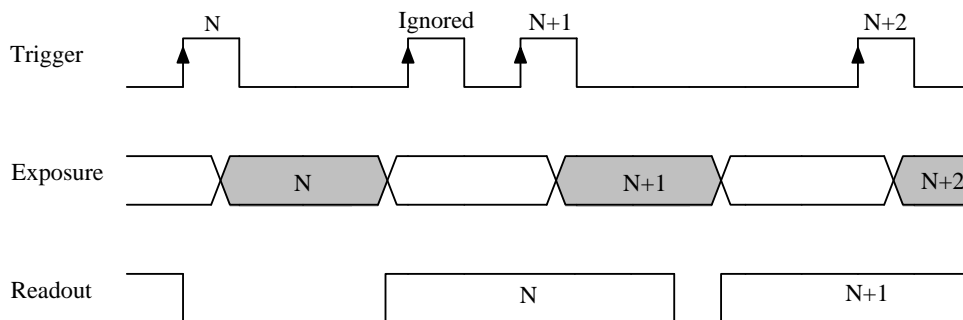 N Ignored N+1 N+2
Trigger
Exposure N N+1 N+2
Readout N N+1